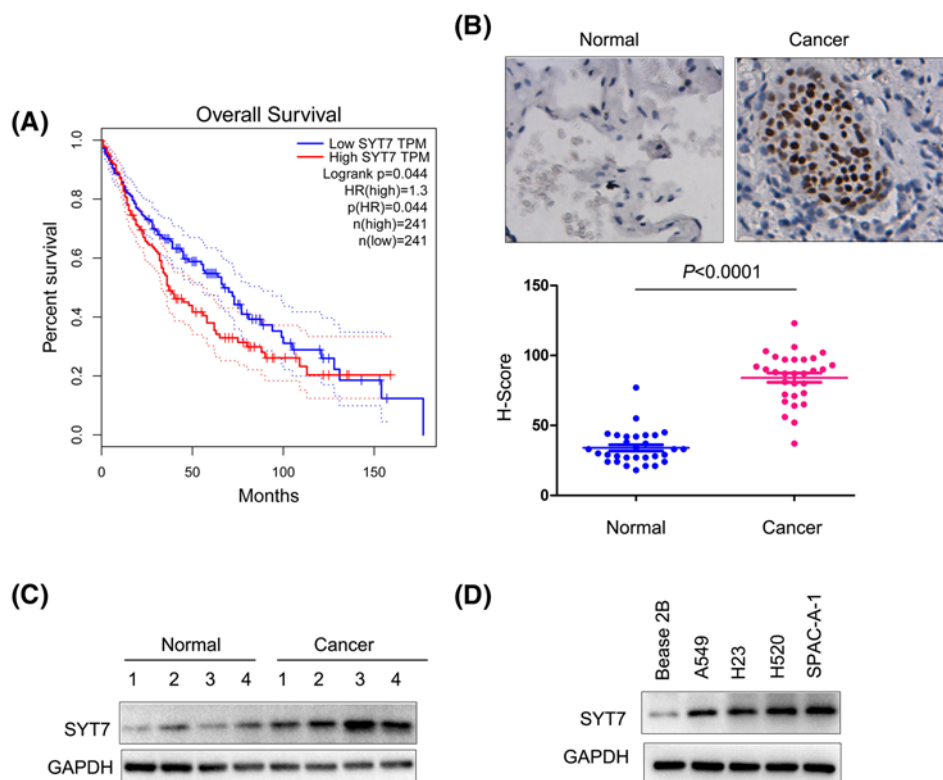 (A)
Overall Survival
Low SYT7 TPM
High SYT7 TPM
Logrank p=0.044
HR(high)=1.3
p(HR)=0.044
n(high)=241
n(low)=241
Percent survival
1.0
0.8
0.6
0.4
0.2
0.0
0 50 100 150
Months
(B)
Normal Cancer
P<0.0001
H-Score
150
100
50
0
Normal Cancer
(C)
Normal Cancer
1 2 3 4 1 2 3 4
SYT7
GAPDH
(D)
Bease 2B
A549
H23
H520
SPAC-A-1
SYT7
GAPDH